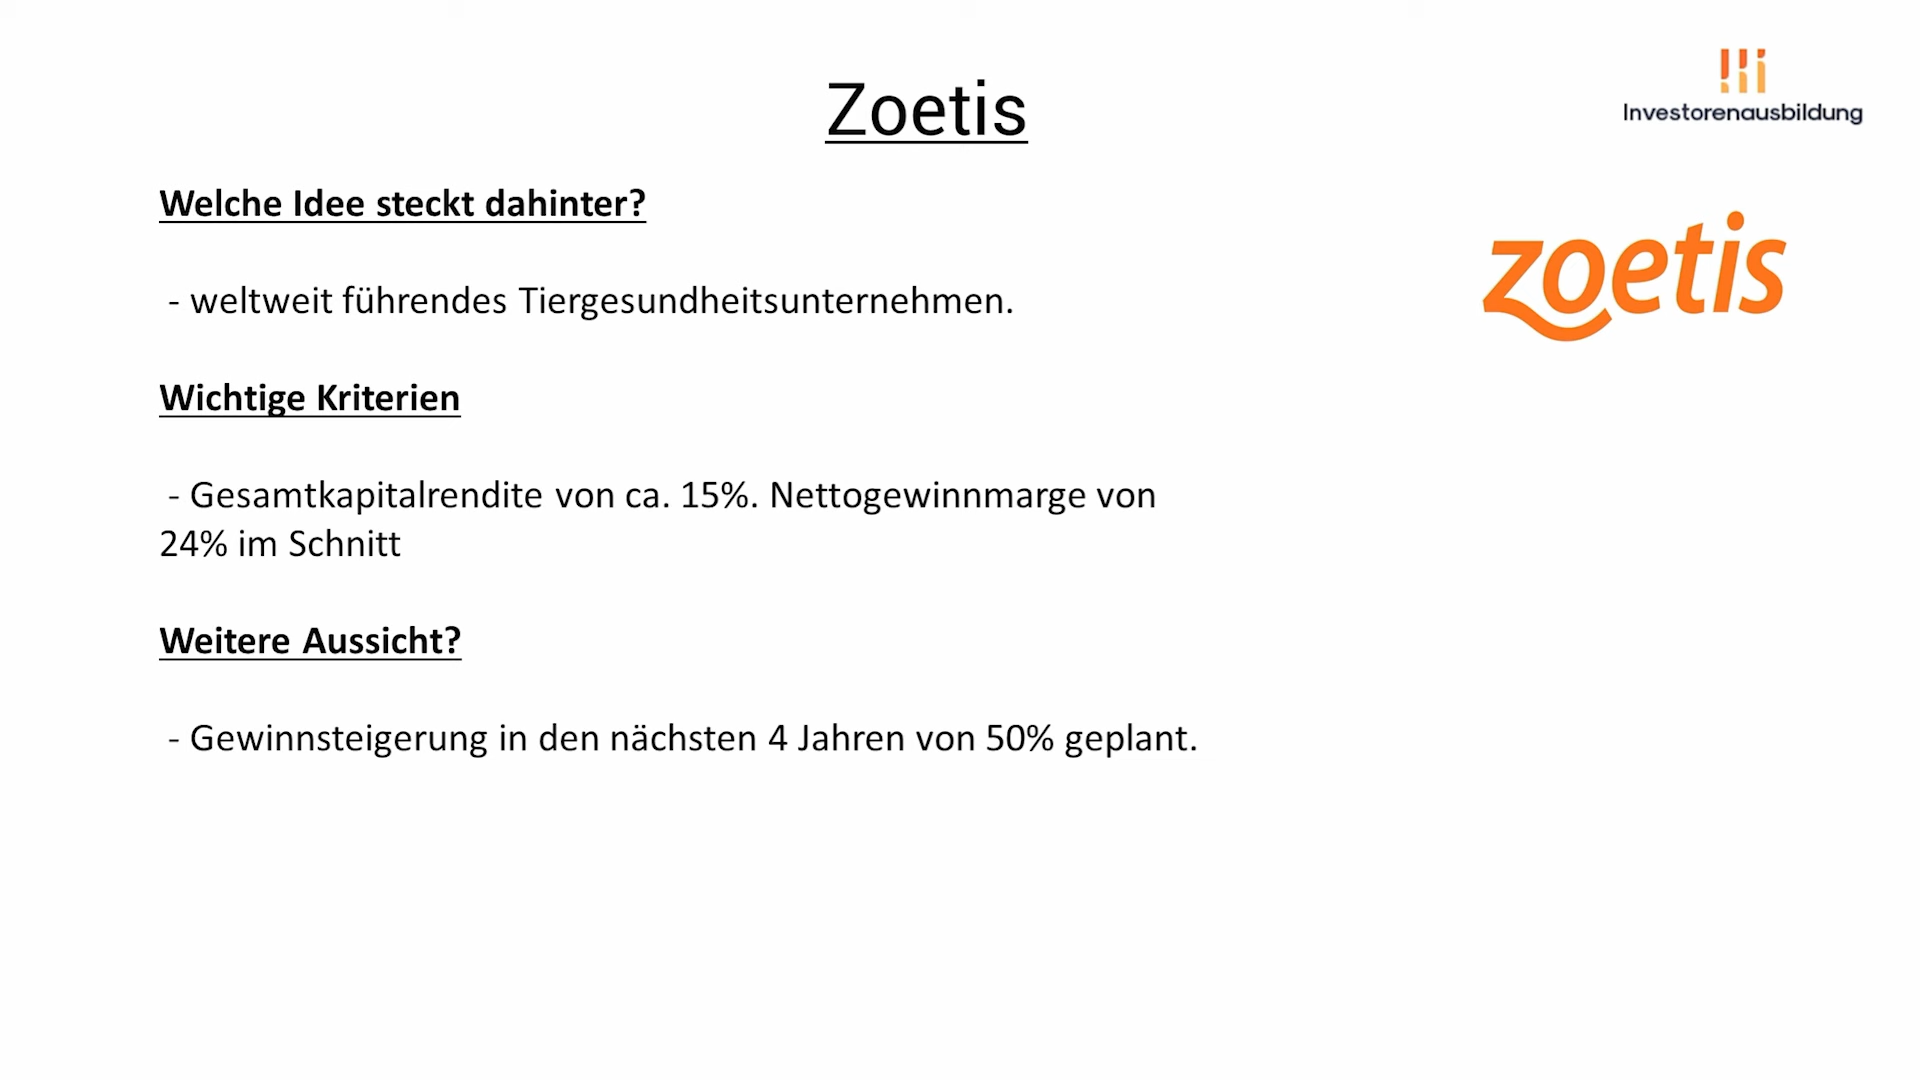 Zoetis
Investorenausbildung
Welche Idee steckt dahinter?
zoetis
- weltweit führendes Tiergesundheitsunternehmen.
Wichtige Kriterien
- Gesamtkapitalrendite von ca. 15%. Nettogewinnmarge von
24% im Schnitt
Weitere Aussicht?
- Gewinnsteigerung in den nächsten 4 Jahren von 50% geplant.